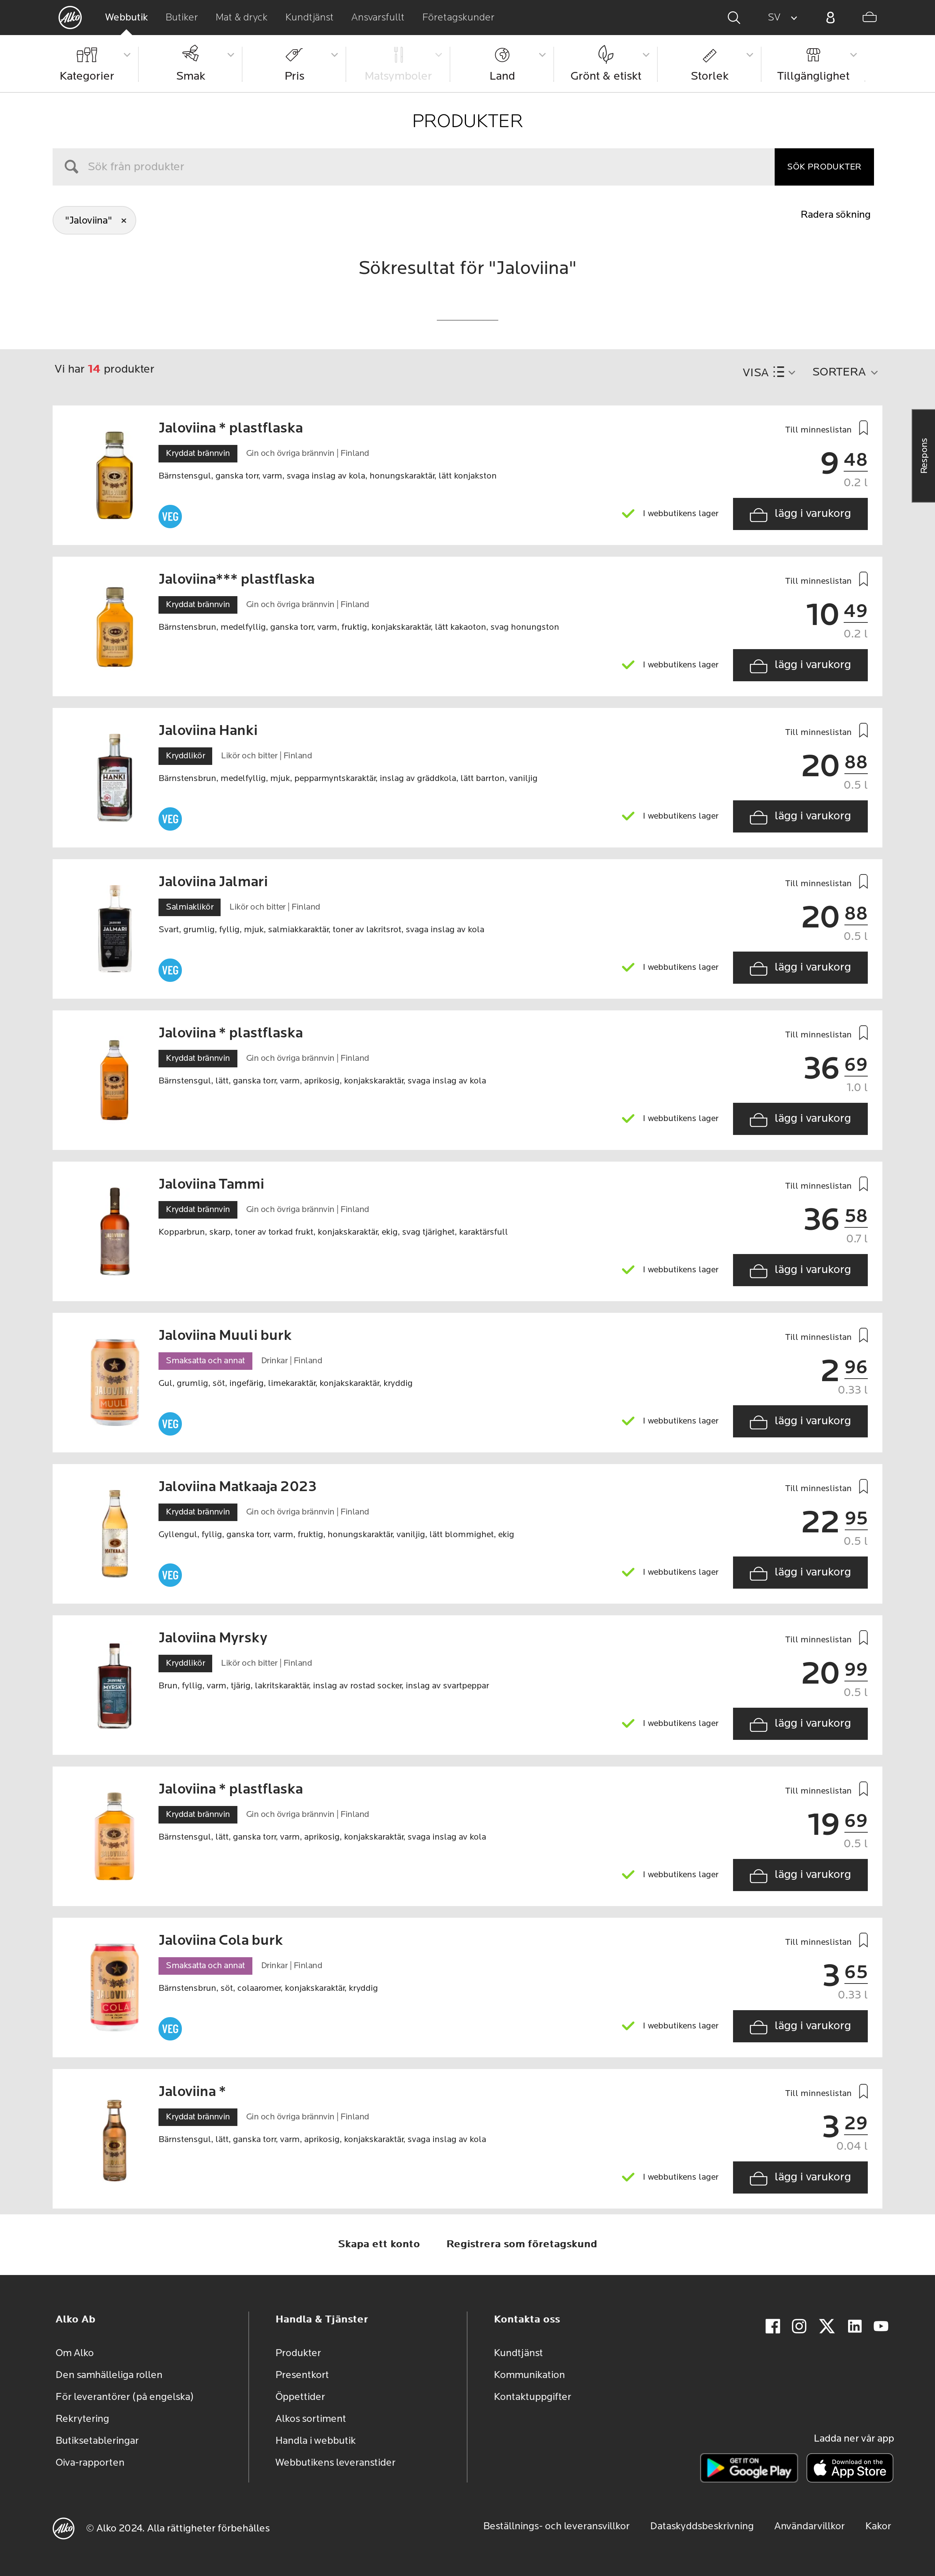 Alko Webbutik Butiker Mat & dryck Kundtjänst Ansvarsfullt Företagskunder SV
Kategorier Smak Pris Matsymboler Land Grönt & etiskt Storlek Tillgänglighet
PRODUKTER
Sök från produkter SÖK PRODUKTER
"Jaloviina" × Radera sökning
Sökresultat för "Jaloviina"
Vi har 14 produkter VISA SORTERA
Respons
Jaloviina * plastflaska Till minneslistan
Kryddat brännvin Gin och övriga brännvin | Finland 9 48
Bärnstensgul, ganska torr, varm, svaga inslag av kola, honungskaraktär, lätt konjakston 0.2 l
VEG I webbutikens lager lägg i varukorg
Jaloviina*** plastflaska Till minneslistan
Kryddat brännvin Gin och övriga brännvin | Finland 10 49
Bärnstensbrun, medelfyllig, ganska torr, varm, fruktig, konjakskaraktär, lätt kakaoton, svag honungston 0.2 l
I webbutikens lager lägg i varukorg
Jaloviina Hanki Till minneslistan
Kryddlikör Likör och bitter | Finland 20 88
Bärnstensbrun, medelfyllig, mjuk, pepparmyntskaraktär, inslag av gräddkola, lätt barrton, vaniljig 0.5 l
HANKI
VEG I webbutikens lager lägg i varukorg
Jaloviina Jalmari Till minneslistan
Salmiaklikör Likör och bitter | Finland 20 88
Svart, grumlig, fyllig, mjuk, salmiakkaraktär, toner av lakritsrot, svaga inslag av kola 0.5 l
JALMARI
VEG I webbutikens lager lägg i varukorg
Jaloviina * plastflaska Till minneslistan
Kryddat brännvin Gin och övriga brännvin | Finland 36 69
Bärnstensgul, lätt, ganska torr, varm, aprikosig, konjakskaraktär, svaga inslag av kola 1.0 l
I webbutikens lager lägg i varukorg
Jaloviina Tammi Till minneslistan
Kryddat brännvin Gin och övriga brännvin | Finland 36 58
Kopparbrun, skarp, toner av torkad frukt, konjakskaraktär, ekig, svag tjärighet, karaktärsfull 0.7 l
I webbutikens lager lägg i varukorg
Jaloviina Muuli burk Till minneslistan
Smaksatta och annat Drinkar | Finland 2 96
Gul, grumlig, söt, ingefärig, limekaraktär, konjakskaraktär, kryddig 0.33 l
JALOVIINA
MUULI
VEG I webbutikens lager lägg i varukorg
Jaloviina Matkaaja 2023 Till minneslistan
Kryddat brännvin Gin och övriga brännvin | Finland 22 95
Gyllengul, fyllig, ganska torr, varm, fruktig, honungskaraktär, vaniljig, lätt blommighet, ekig 0.5 l
MATKAAJA
VEG I webbutikens lager lägg i varukorg
Jaloviina Myrsky Till minneslistan
Kryddlikör Likör och bitter | Finland 20 99
Brun, fyllig, varm, tjärig, lakritskaraktär, inslag av rostad socker, inslag av svartpeppar 0.5 l
MYRSKY
I webbutikens lager lägg i varukorg
Jaloviina * plastflaska Till minneslistan
Kryddat brännvin Gin och övriga brännvin | Finland 19 69
Bärnstensgul, lätt, ganska torr, varm, aprikosig, konjakskaraktär, svaga inslag av kola 0.5 l
I webbutikens lager lägg i varukorg
Jaloviina Cola burk Till minneslistan
Smaksatta och annat Drinkar | Finland 3 65
Bärnstensbrun, söt, colaaromer, konjakskaraktär, kryddig 0.33 l
JALOVIINA
COLA
VEG I webbutikens lager lägg i varukorg
Jaloviina * Till minneslistan
Kryddat brännvin Gin och övriga brännvin | Finland 3 29
Bärnstensgul, lätt, ganska torr, varm, aprikosig, konjakskaraktär, svaga inslag av kola 0.04 l
I webbutikens lager lägg i varukorg
Skapa ett konto Registrera som företagskund
Alko Ab
Om Alko
Den samhälleliga rollen
För leverantörer (på engelska)
Rekrytering
Butiksetableringar
Oiva-rapporten
Handla & Tjänster
Produkter
Presentkort
Öppettider
Alkos sortiment
Handla i webbutik
Webbutikens leveranstider
Kontakta oss
Kundtjänst
Kommunikation
Kontaktuppgifter
Ladda ner vår app
GET IT ON
Google Play
Download on the
App Store
Alko © Alko 2024. Alla rättigheter förbehålles Beställnings- och leveransvillkor Dataskyddsbeskrivning Användarvillkor Kakor